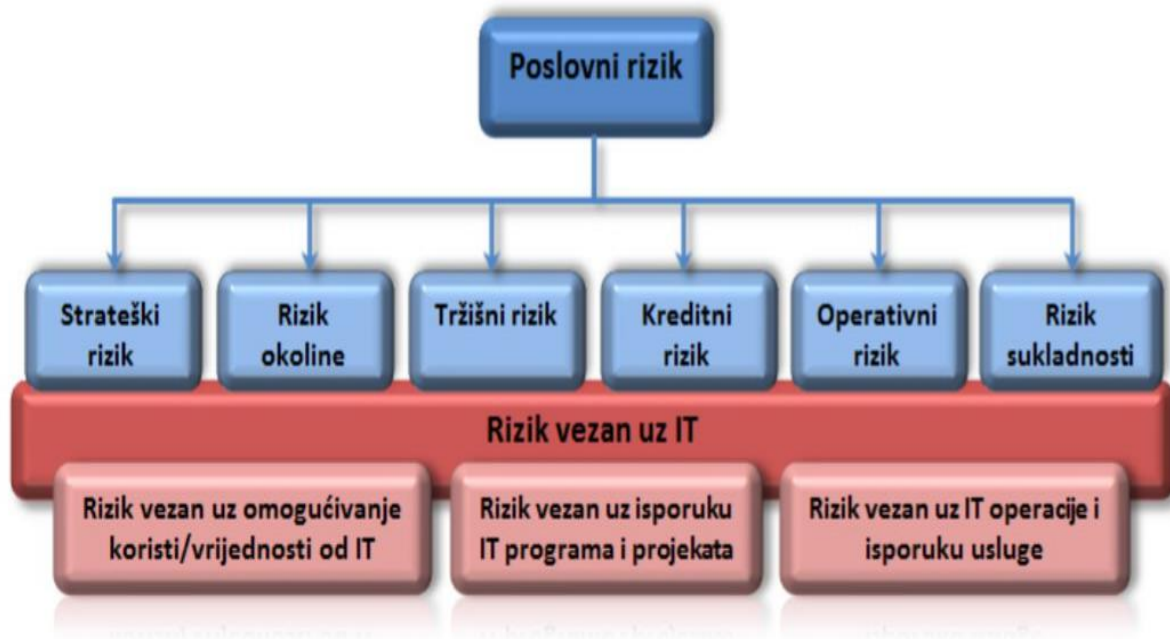 Poslovni rizik
Strateški
rizik
Rizik
okoline
Tržišni rizik
Kreditni
rizik
Operativni
rizik
Rizik
sukladnosti
Rizik vezan uz IT
Rizik vezan uz omogućivanje
koristi/vrijednosti od IT
Rizik vezan uz isporuku
IT programa i projekata
Rizik vezan uz IT operacije i
isporuku usluge